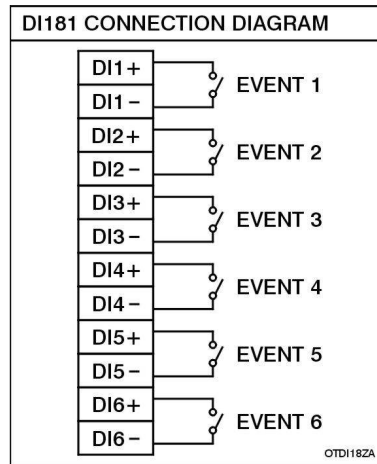 DI181 CONNECTION DIAGRAM
DI1+
EVENT 1
DI1−
DI2+
EVENT 2
DI2−
DI3+
EVENT 3
DI3−
DI4+
EVENT 4
DI4−
DI5+
EVENT 5
DI5−
DI6+
EVENT 6
DI6−
OTDI18ZA